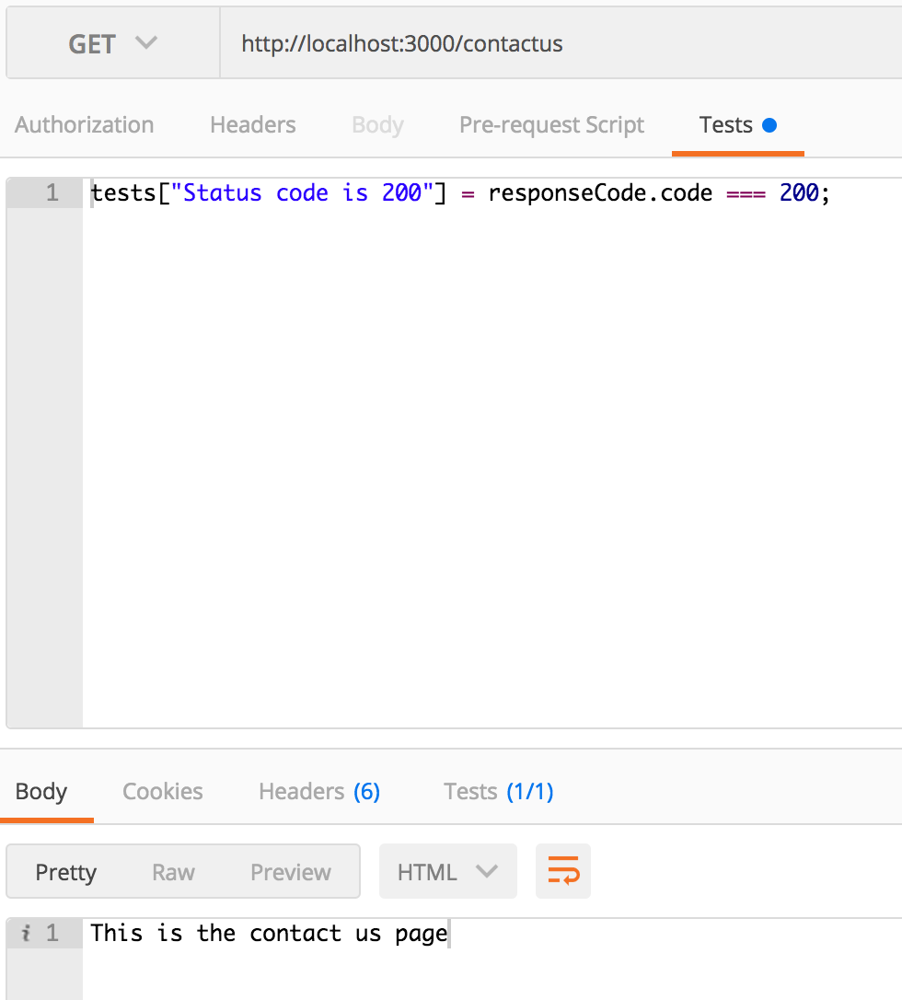 GET http://localhost:3000/contactus
Authorization Headers Body Pre-request Script Tests
1 tests["Status code is 200"] = responseCode.code === 200;
Body Cookies Headers (6) Tests (1/1)
Pretty Raw Preview HTML
i 1 This is the contact us page